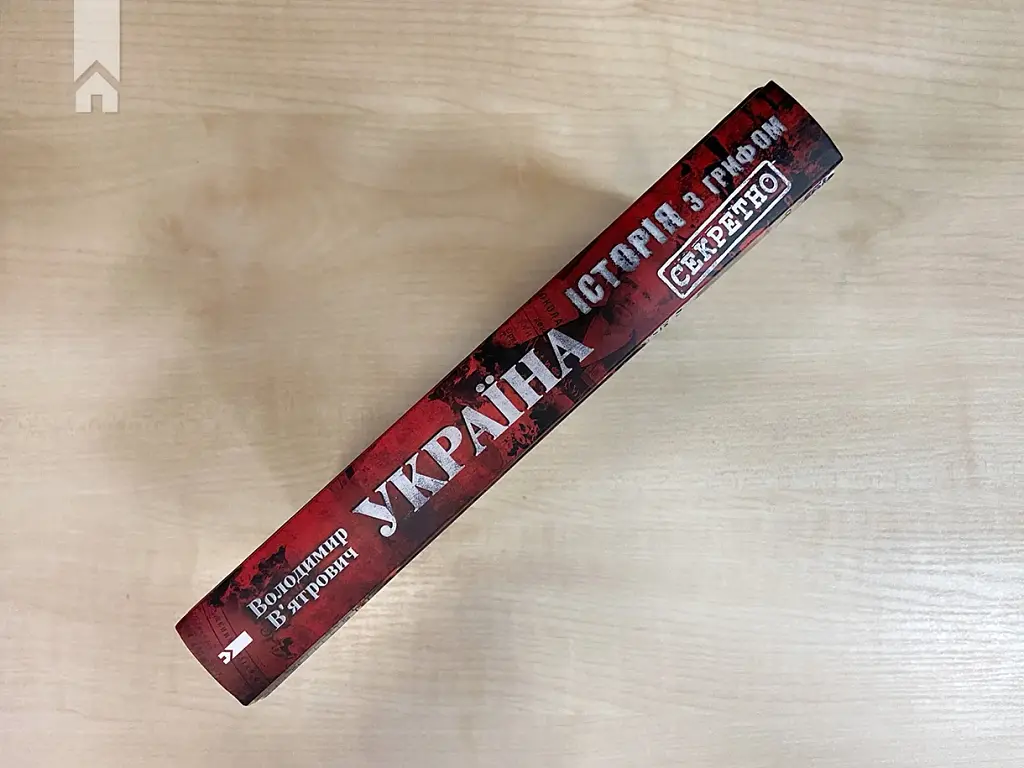 Володимир
В'ятрович
УКРАЇНА
ІСТОРІЯ З ГРИФОМ
СЕКРЕТНО